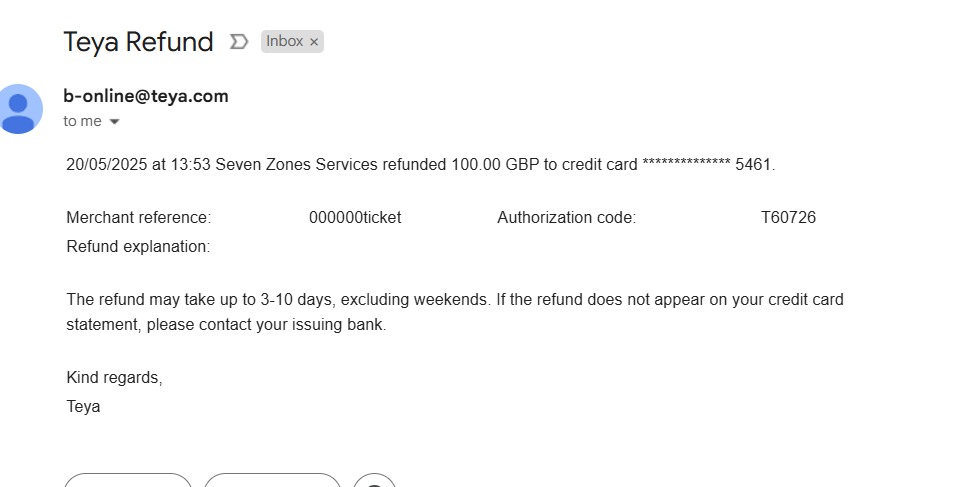 Teya Refund Inbox ×
b-online@teya.com
to me
20/05/2025 at 13:53 Seven Zones Services refunded 100.00 GBP to credit card ************** 5461.
Merchant reference: 000000ticket Authorization code: T60726
Refund explanation:
The refund may take up to 3-10 days, excluding weekends. If the refund does not appear on your credit card
statement, please contact your issuing bank.
Kind regards,
Teya